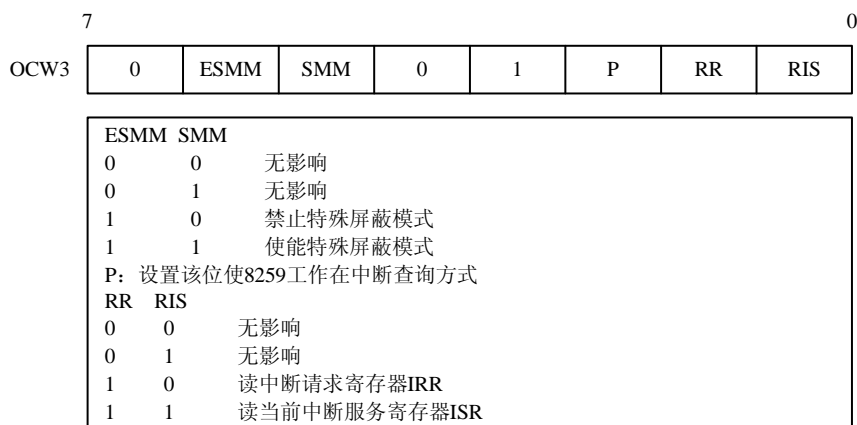 7 0
OCW3 0 ESMM SMM 0 1 P RR RIS
ESMM SMM
0 0 无影响
0 1 无影响
1 0 禁止特殊屏蔽模式
1 1 使能特殊屏蔽模式
P：设置该位使8259工作在中断查询方式
RR RIS
0 0 无影响
0 1 无影响
1 0 读中断请求寄存器IRR
1 1 读当前中断服务寄存器ISR